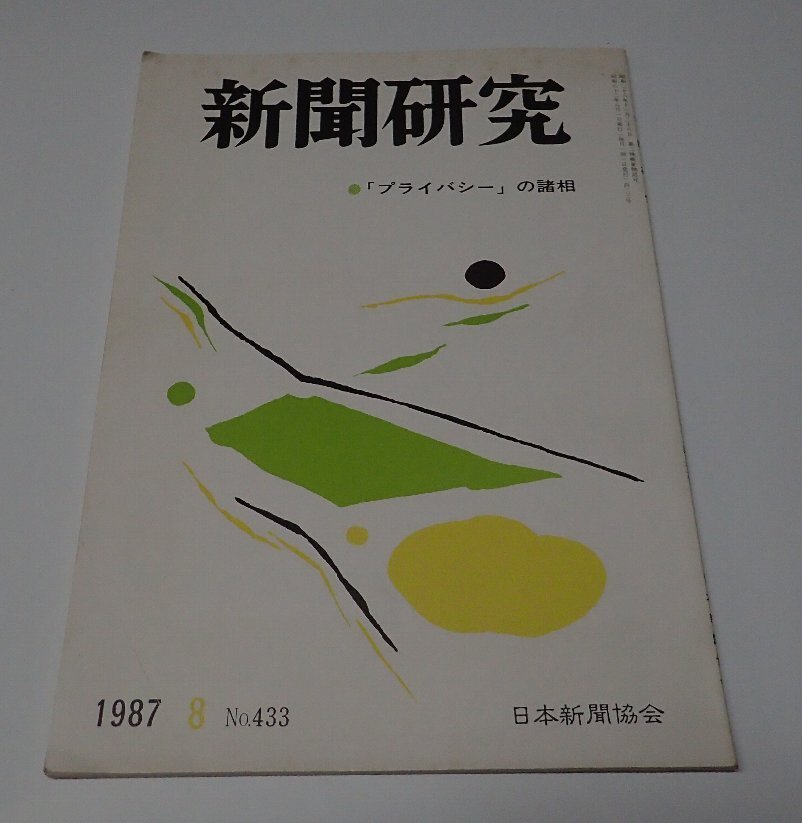 新聞研究
●「プライバシー」の諸相
1987 8 No.433
日本新聞協会